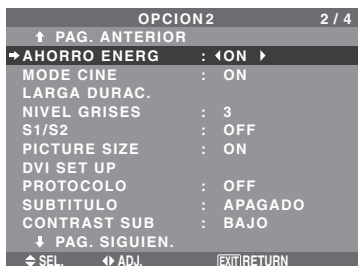 OPCION2 2/4
↑ PAG. ANTERIOR
→AHORRO ENERG : ◂ON ▸
MODE CINE : ON
LARGA DURAC.
NIVEL GRISES : 3
S1/S2 : OFF
PICTURE SIZE : ON
DVI SET UP
PROTOCOLO : OFF
SUBTITULO : APAGADO
CONTRAST SUB : BAJO
↓ PAG. SIGUIEN.
SEL. ADJ. EXIT RETURN